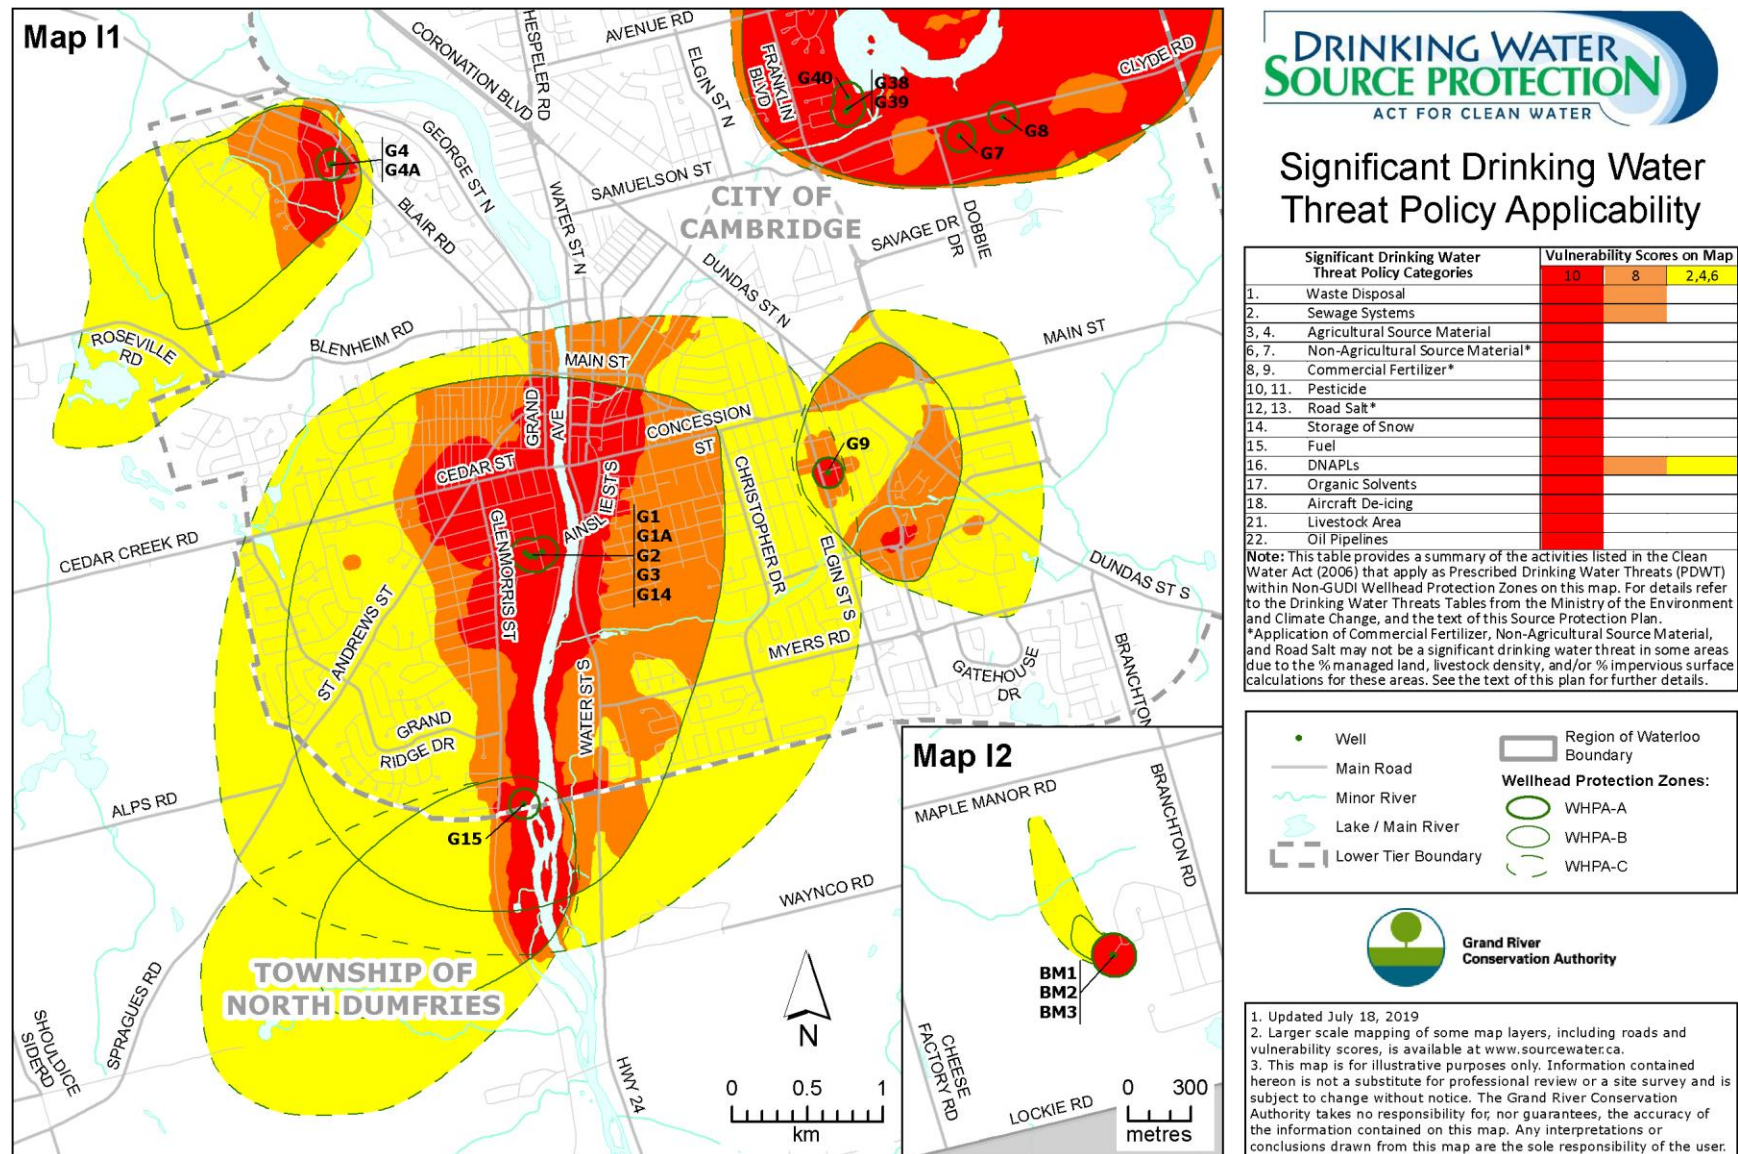 Map I1
AVENUE RD
CORONATION BLVD
HESPELER RD
ELGIN ST N
FRANKLIN
BLVD
CLYDE RD
G40
G38
G39
G8
G7
G4
G4A
GEORGE ST N
BLAIR RD
WATER ST N
SAMUELSON ST
CITY OF
CAMBRIDGE
SAVAGE DR
DOBBIE
DR
DUNDAS ST N
ROSEVILLE
RD
BLENHEIM RD
MAIN ST
MAIN ST
GRAND
AVE
CONCESSION
ST
CEDAR ST
G9
CHRISTOPHER DR
AINSLIE ST S
GLENMORRIS ST
G1
G1A
G2
G3
G14
CEDAR CREEK RD
ELGIN ST S
DUNDAS ST S
ST ANDREWS ST
MYERS RD
GATEHOUSE
DR
BRANCHTON
WATER ST S
GRAND
RIDGE DR
ALPS RD
G15
WAYNCO RD
TOWNSHIP OF
NORTH DUMFRIES
SPRAGUES RD
SHOULDICE
SIDERD
HWY 24
N
0 0.5 1
km
Map I2
MAPLE MANOR RD
BRANCHTON RD
BM1
BM2
BM3
CHEESE
FACTORY RD
LOCKIE RD
0 300
metres
DRINKING WATER
SOURCE PROTECTION
ACT FOR CLEAN WATER
Significant Drinking Water
Threat Policy Applicability
Significant Drinking Water
Threat Policy Categories
Vulnerability Scores on Map
10 8 2,4,6
1. Waste Disposal
2. Sewage Systems
3, 4. Agricultural Source Material
6, 7. Non-Agricultural Source Material*
8, 9. Commercial Fertilizer*
10, 11. Pesticide
12, 13. Road Salt*
14. Storage of Snow
15. Fuel
16. DNAPLs
17. Organic Solvents
18. Aircraft De-icing
21. Livestock Area
22. Oil Pipelines
Note: This table provides a summary of the activities listed in the Clean
Water Act (2006) that apply as Prescribed Drinking Water Threats (PDWT)
within Non-GUDI Wellhead Protection Zones on this map. For details refer
to the Drinking Water Threats Tables from the Ministry of the Environment
and Climate Change, and the text of this Source Protection Plan.
*Application of Commercial Fertilizer, Non-Agricultural Source Material,
and Road Salt may not be a significant drinking water threat in some areas
due to the % managed land, livestock density, and/or % impervious surface
calculations for these areas. See the text of this plan for further details.
Well
Main Road
Minor River
Lake / Main River
Lower Tier Boundary
Region of Waterloo
Boundary
Wellhead Protection Zones:
WHPA-A
WHPA-B
WHPA-C
Grand River
Conservation Authority
1. Updated July 18, 2019
2. Larger scale mapping of some map layers, including roads and
vulnerability scores, is available at www.sourcewater.ca.
3. This map is for illustrative purposes only. Information contained
hereon is not a substitute for professional review or a site survey and is
subject to change without notice. The Grand River Conservation
Authority takes no responsibility for, nor guarantees, the accuracy of
the information contained on this map. Any interpretations or
conclusions drawn from this map are the sole responsibility of the user.